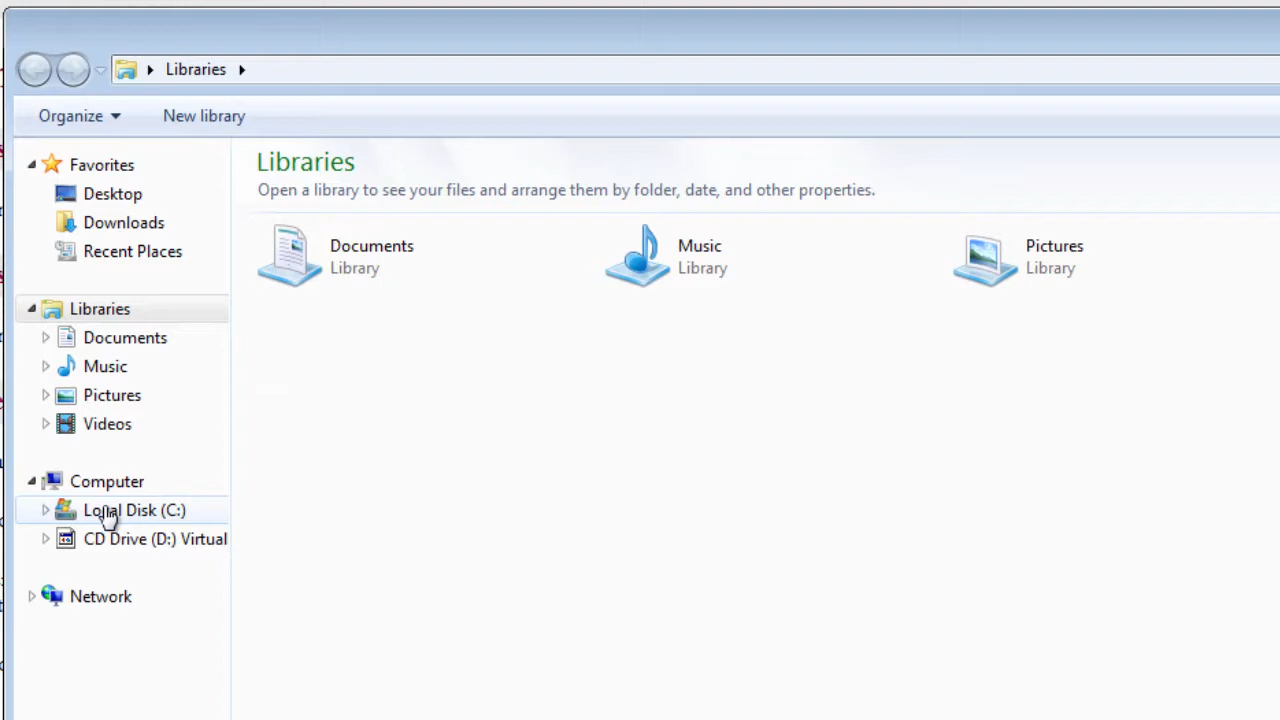 Libraries
Organize New library
Favorites
Desktop
Downloads
Recent Places
Libraries
Documents
Music
Pictures
Videos
Computer
Local Disk (C:)
CD Drive (D:) Virtual
Network
Libraries
Open a library to see your files and arrange them by folder, date, and other properties.
Documents
Library
Music
Library
Pictures
Library